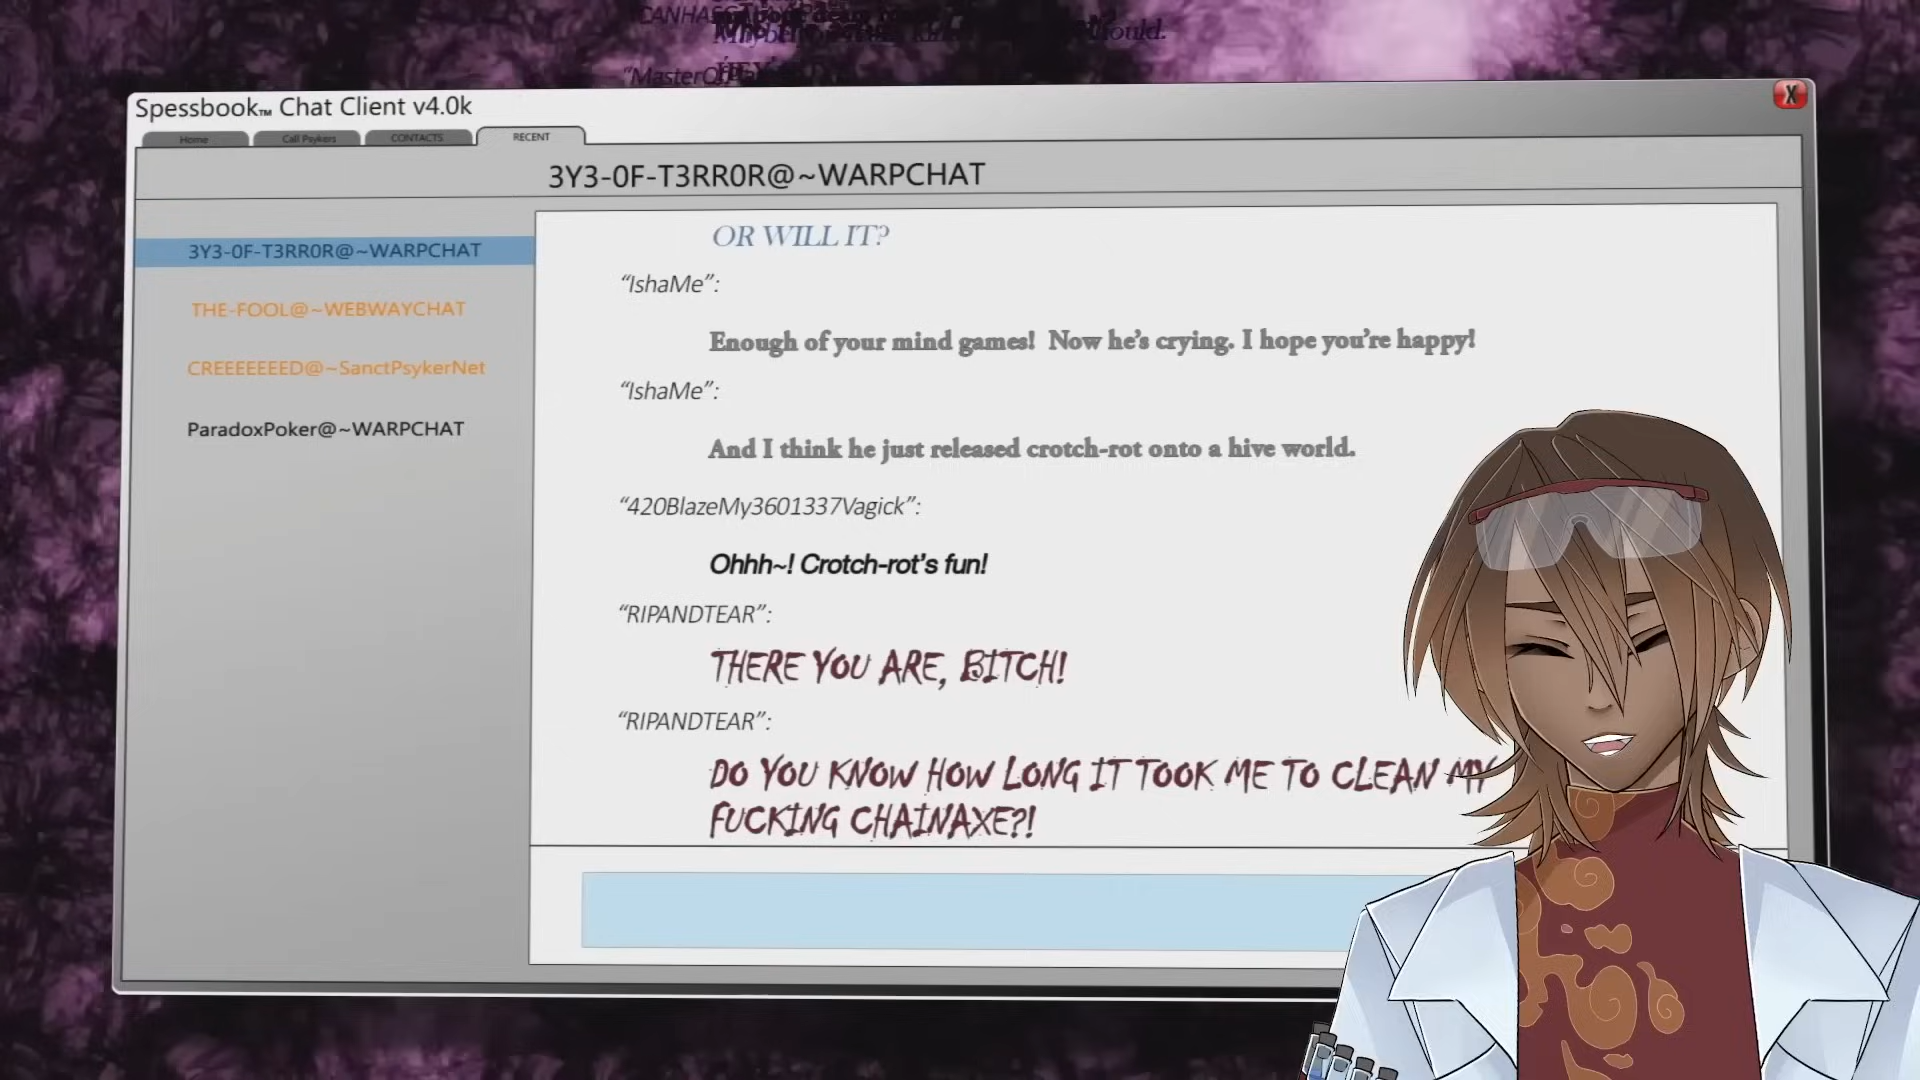 Spessbook™ Chat Client v4.0k
X
Home
Call Psykers
CONTACTS
RECENT
3Y3-0F-T3RR0R@~WARPCHAT
3Y3-0F-T3RR0R@~WARPCHAT
THE-FOOL@~WEBWAYCHAT
CREEEEEEED@~SanctPsykerNet
ParadoxPoker@~WARPCHAT
OR WILL IT?
“IshaMe”:
Enough of your mind games! Now he’s crying. I hope you’re happy!
“IshaMe”:
And I think he just released crotch-rot onto a hive world.
“420BlazeMy3601337Vagick”:
Ohhh~! Crotch-rot’s fun!
“RIPANDTEAR”:
THERE YOU ARE, BITCH!
“RIPANDTEAR”:
DO YOU KNOW HOW LONG IT TOOK ME TO CLEAN MY
FUCKING CHAINAXE?!